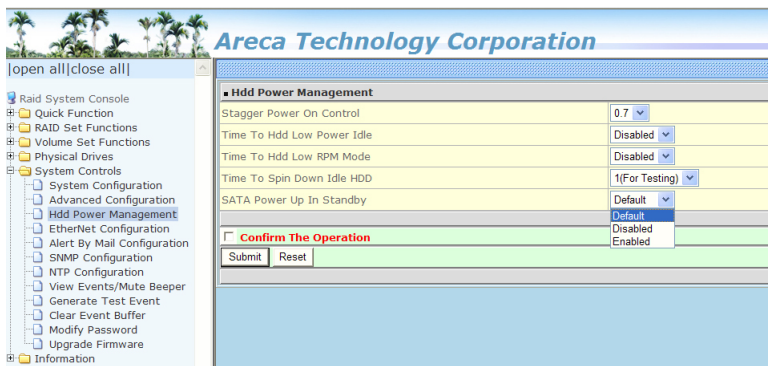 Areca Technology Corporation
|open all|close all|
Raid System Console
Quick Function
RAID Set Functions
Volume Set Functions
Physical Drives
System Controls
System Configuration
Advanced Configuration
Hdd Power Management
EtherNet Configuration
Alert By Mail Configuration
SNMP Configuration
NTP Configuration
View Events/Mute Beeper
Generate Test Event
Clear Event Buffer
Modify Password
Upgrade Firmware
Information
Hdd Power Management
Stagger Power On Control 0.7
Time To Hdd Low Power Idle Disabled
Time To Hdd Low RPM Mode Disabled
Time To Spin Down Idle HDD 1(For Testing)
SATA Power Up In Standby Default
Default
Disabled
Enabled
Confirm The Operation
Submit Reset